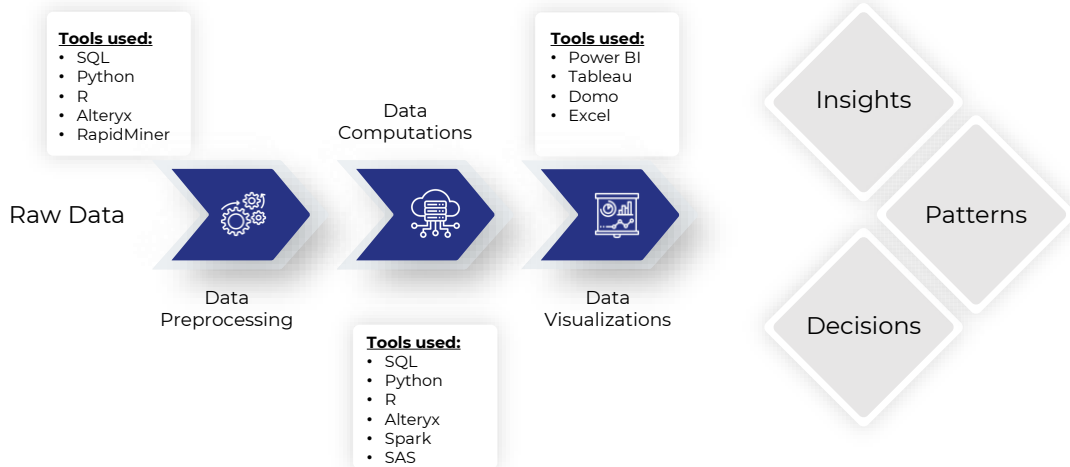 Tools used:
• SQL
• Python
• R
• Alteryx
• RapidMiner
Data
Computations
Tools used:
• Power BI
• Tableau
• Domo
• Excel
Raw Data
Data
Preprocessing
Tools used:
• SQL
• Python
• R
• Alteryx
• Spark
• SAS
Data
Visualizations
Insights
Patterns
Decisions